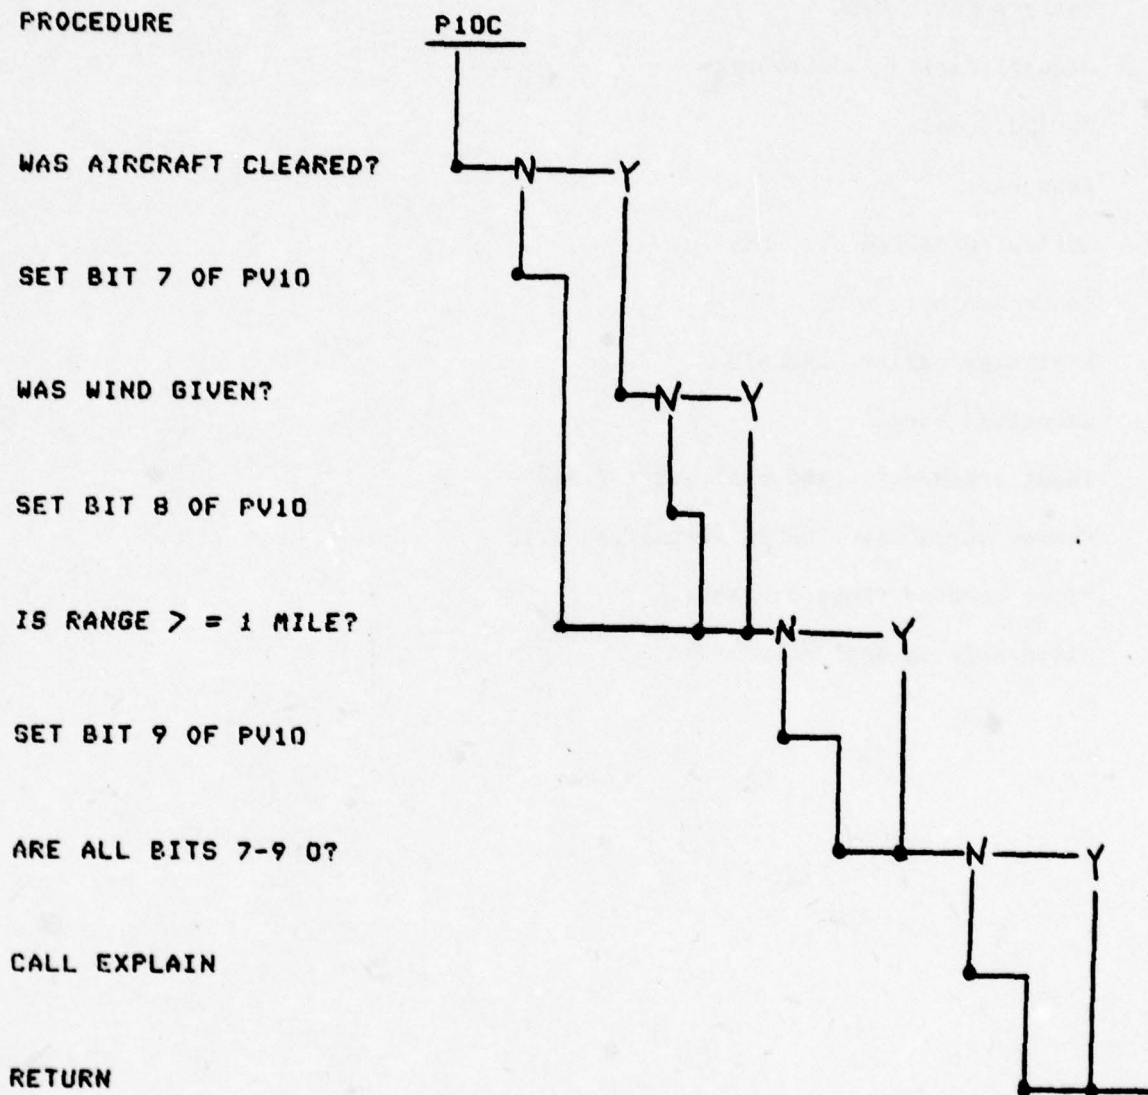 PROCEDURE P10C
WAS AIRCRAFT CLEARED? N Y
SET BIT 7 OF PV10
WAS WIND GIVEN? N Y
SET BIT 8 OF PV10
IS RANGE > = 1 MILE? N Y
SET BIT 9 OF PV10
ARE ALL BITS 7-9 0? N Y
CALL EXPLAIN
RETURN